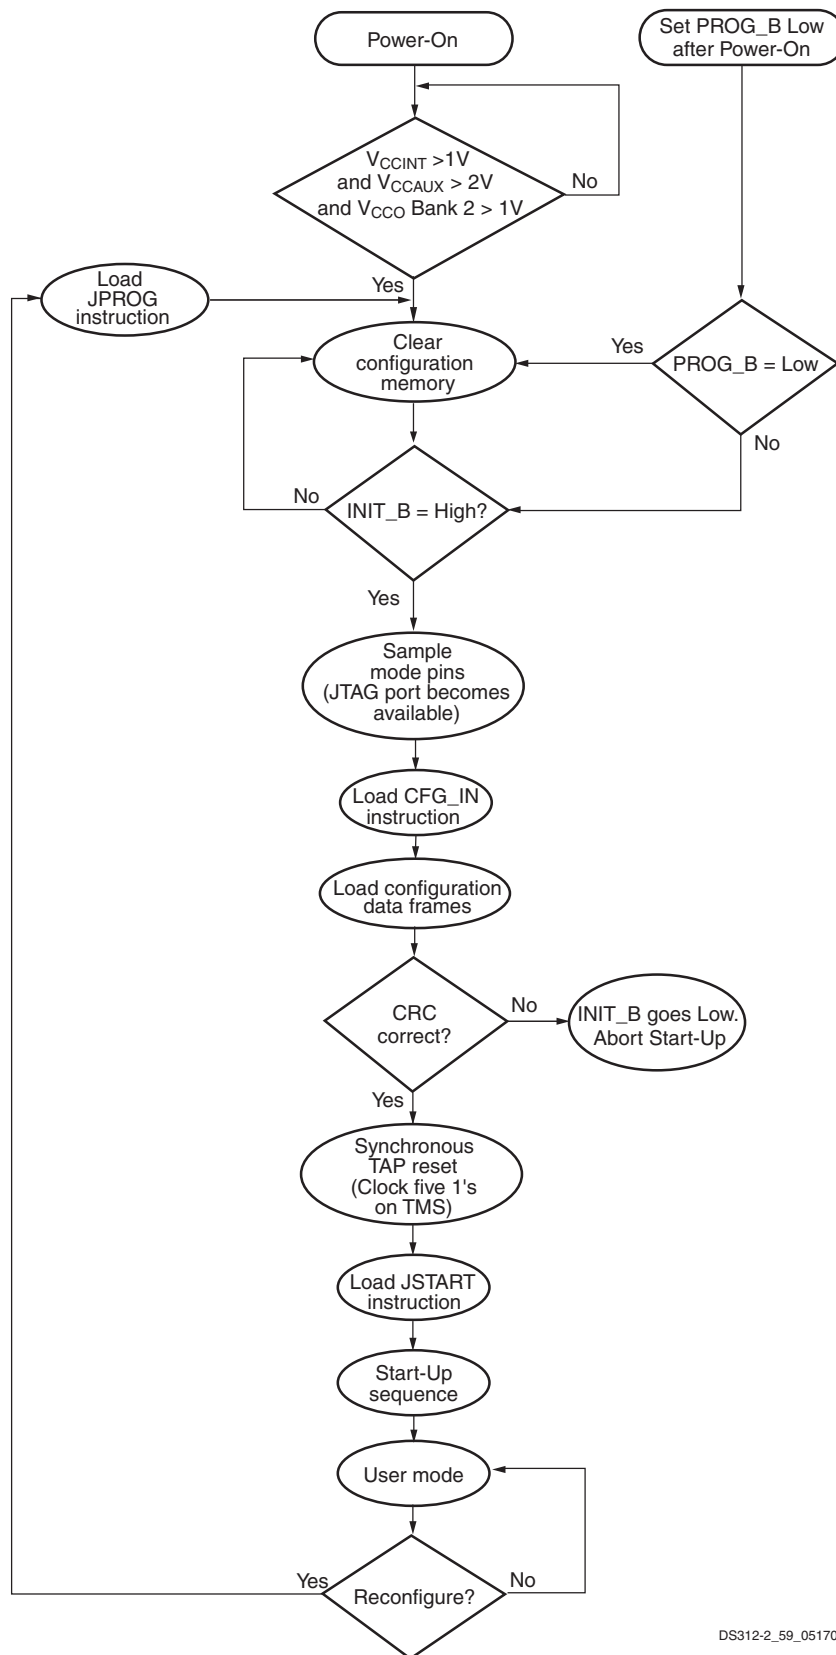 Power-On
Set PROG_B Low
after Power-On
VCCINT >1V
and VCCAUX > 2V
and VCCO Bank 2 > 1V
No
Yes
Load
JPROG
instruction
Clear
configuration
memory
Yes
PROG_B = Low
No
No
INIT_B = High?
Yes
Sample
mode pins
(JTAG port becomes
available)
Load CFG_IN
instruction
Load configuration
data frames
CRC
correct?
No
INIT_B goes Low.
Abort Start-Up
Yes
Synchronous
TAP reset
(Clock five 1's
on TMS)
Load JSTART
instruction
Start-Up
sequence
User mode
Yes
Reconfigure?
No
DS312-2_59_05170